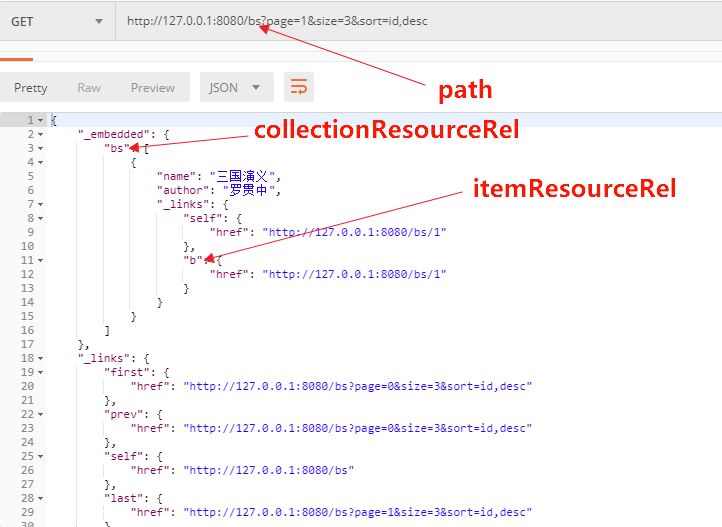 GET http://127.0.0.1:8080/bs?page=1&size=3&sort=id,desc
path
Pretty Raw Preview JSON
collectionResourceRel
itemResourceRel
1 {
2 "_embedded": {
3 "bs": [
4 {
5 "name": "三国演义",
6 "author": "罗贯中",
7 "_links": {
8 "self": {
9 "href": "http://127.0.0.1:8080/bs/1"
10 },
11 "b": {
12 "href": "http://127.0.0.1:8080/bs/1"
13 }
14 }
15 }
16 ]
17 },
18 "_links": {
19 "first": {
20 "href": "http://127.0.0.1:8080/bs?page=0&size=3&sort=id,desc"
21 },
22 "prev": {
23 "href": "http://127.0.0.1:8080/bs?page=0&size=3&sort=id,desc"
24 },
25 "self": {
26 "href": "http://127.0.0.1:8080/bs"
27 },
28 "last": {
29 "href": "http://127.0.0.1:8080/bs?page=1&size=3&sort=id,desc"
30 }